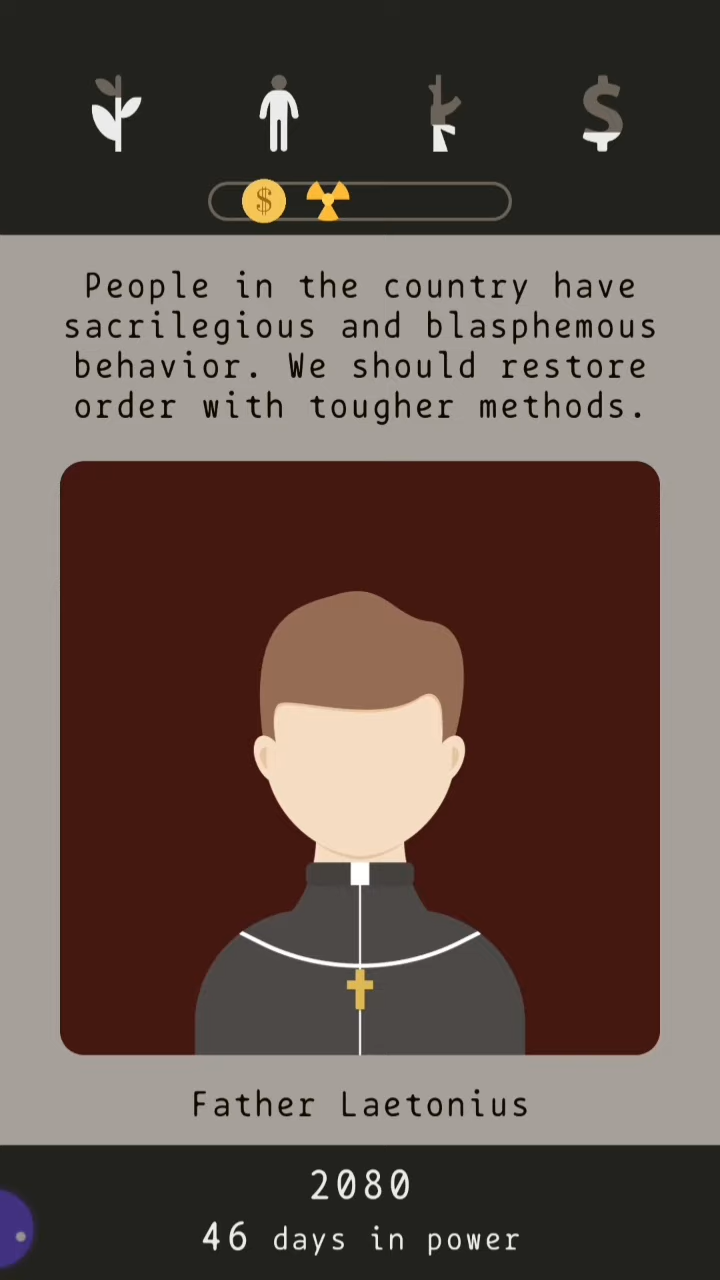 $
$
People in the country have
sacrilegious and blasphemous
behavior. We should restore
order with tougher methods.
Father Laetonius
2080
46 days in power